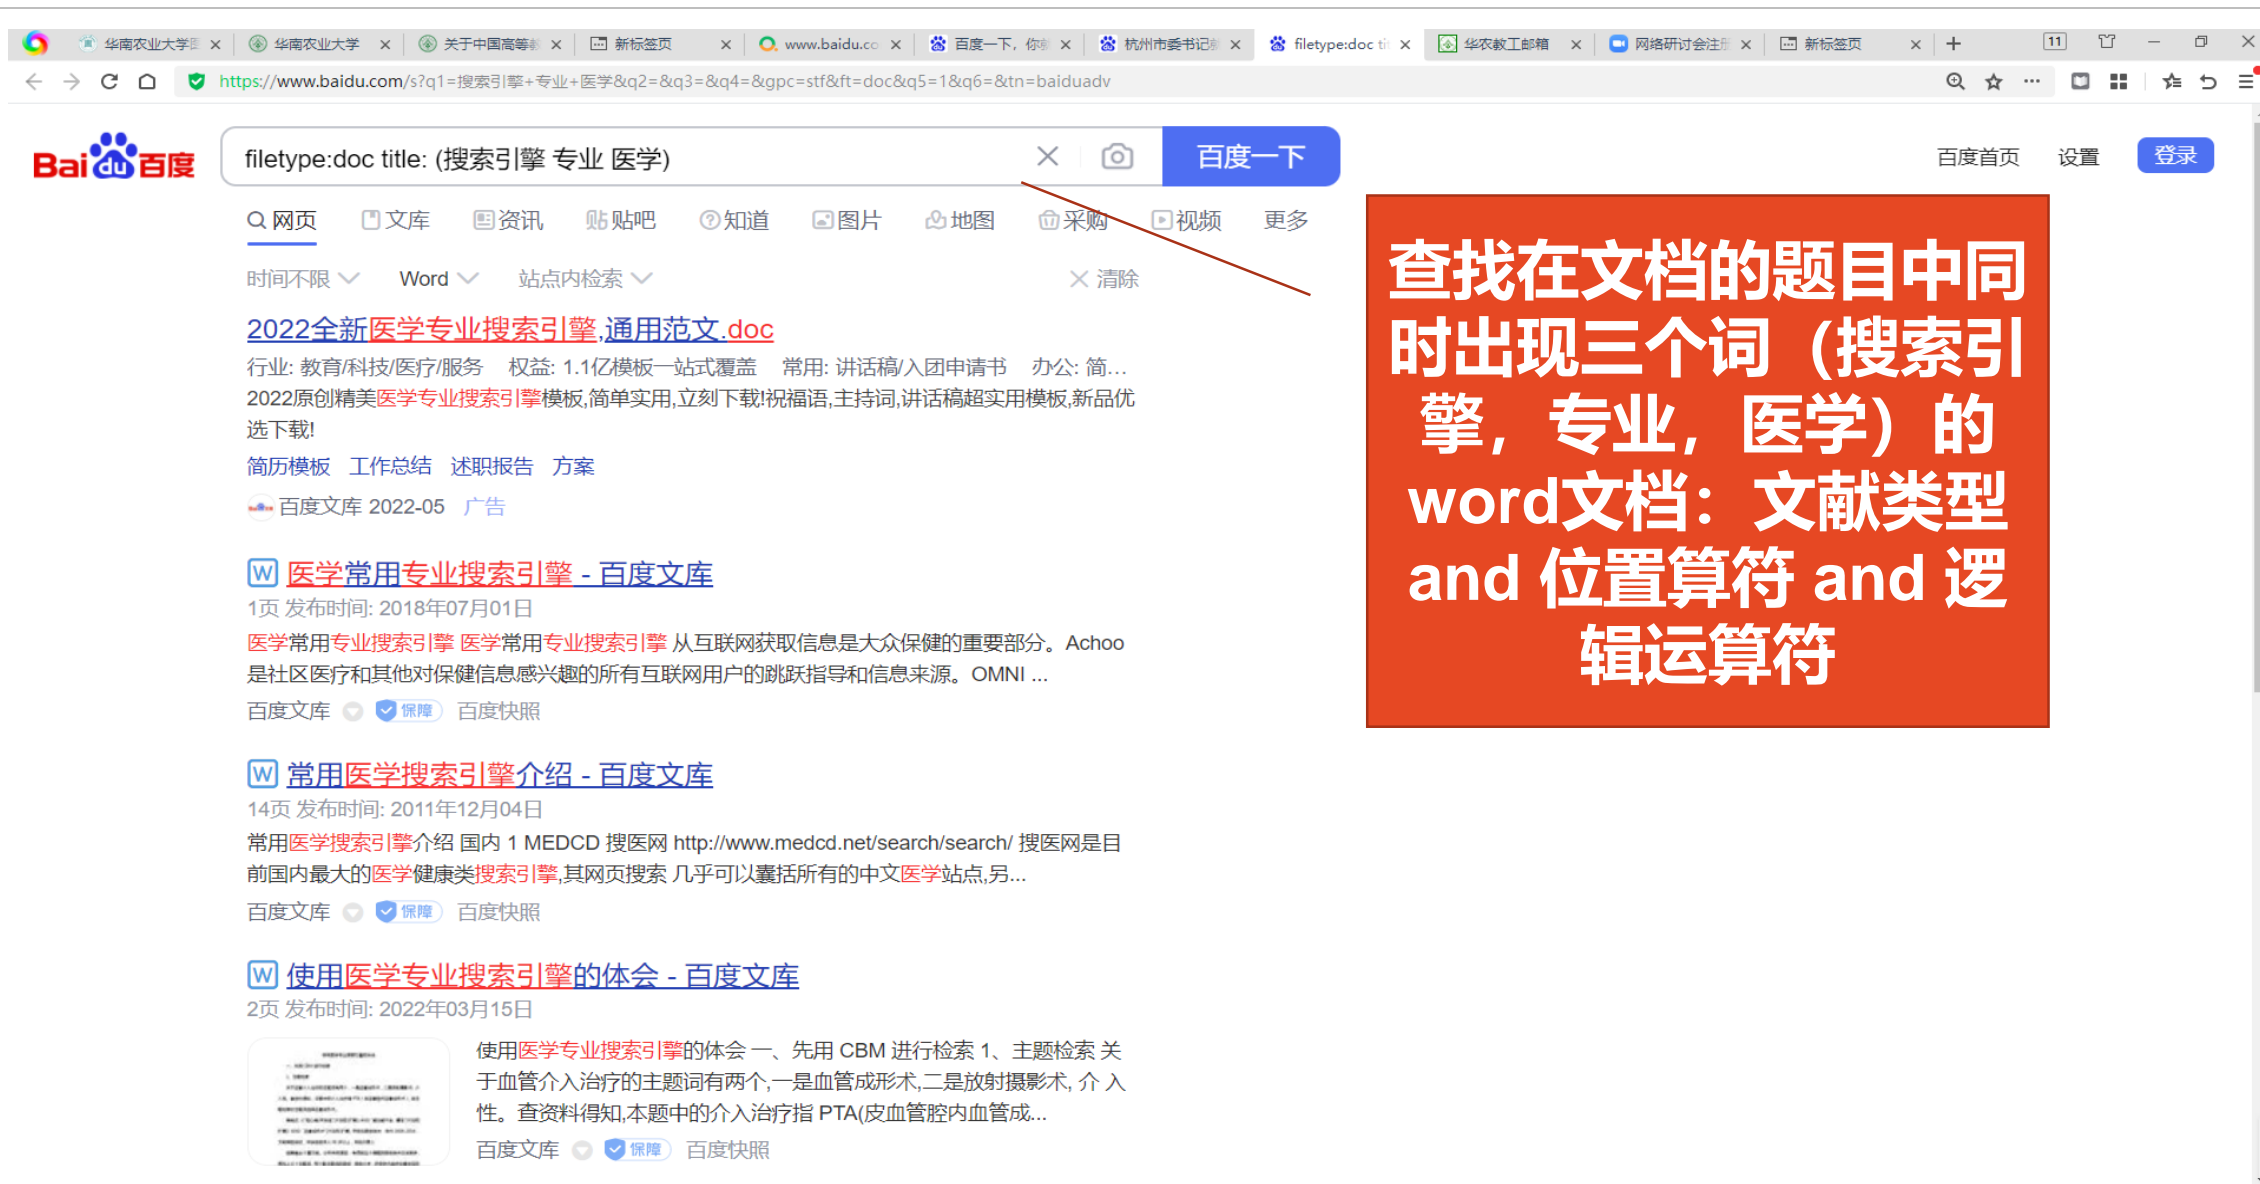 华南农业大学图
华南农业大学
关于中国高等教
新标签页
www.baidu.co
百度一下，你就
杭州市委书记亲
filetype:doc tit
华农教工邮箱
网络研讨会注册
新标签页
11
https://www.baidu.com/s?q1=搜索引擎+专业+医学&q2=&q3=&q4=&gpc=stf&ft=doc&q5=1&q6=&tn=baiduadv
Bai du 百度
filetype:doc title: (搜索引擎 专业 医学)
百度一下
百度首页 设置 登录
网页 文库 资讯 贴吧 知道 图片 地图 采购 视频 更多
时间不限 Word 站点内检索 清除
2022全新医学专业搜索引擎,通用范文.doc
行业: 教育/科技/医疗/服务 权益: 1.1亿模板一站式覆盖 常用: 讲话稿/入团申请书 办公: 简...
2022原创精美医学专业搜索引擎模板,简单实用,立刻下载!祝福语,主持词,讲话稿超实用模板,新品优
选下载!
简历模板 工作总结 述职报告 方案
百度文库 2022-05 广告
W 医学常用专业搜索引擎 - 百度文库
1页 发布时间: 2018年07月01日
医学常用专业搜索引擎 医学常用专业搜索引擎 从互联网获取信息是大众保健的重要部分。Achoo
是社区医疗和其他对保健信息感兴趣的所有互联网用户的跳跃指导和信息来源。OMNI ...
百度文库 保障 百度快照
W 常用医学搜索引擎介绍 - 百度文库
14页 发布时间: 2011年12月04日
常用医学搜索引擎介绍 国内 1 MEDCD 搜医网 http://www.medcd.net/search/search/ 搜医网是目
前国内最大的医学健康类搜索引擎,其网页搜索 几乎可以囊括所有的中文医学站点,另...
百度文库 保障 百度快照
W 使用医学专业搜索引擎的体会 - 百度文库
2页 发布时间: 2022年03月15日
使用医学专业搜索引擎的体会 一、先用 CBM 进行检索 1、主题检索 关
于血管介入治疗的主题词有两个,一是血管成形术,二是放射摄影术, 介 入
性。查资料得知,本题中的介入治疗指 PTA(皮血管腔内血管成...
百度文库 保障 百度快照
查找在文档的题目中同
时出现三个词（搜索引
擎，专业，医学）的
word文档：文献类型
and 位置算符 and 逻
辑运算符